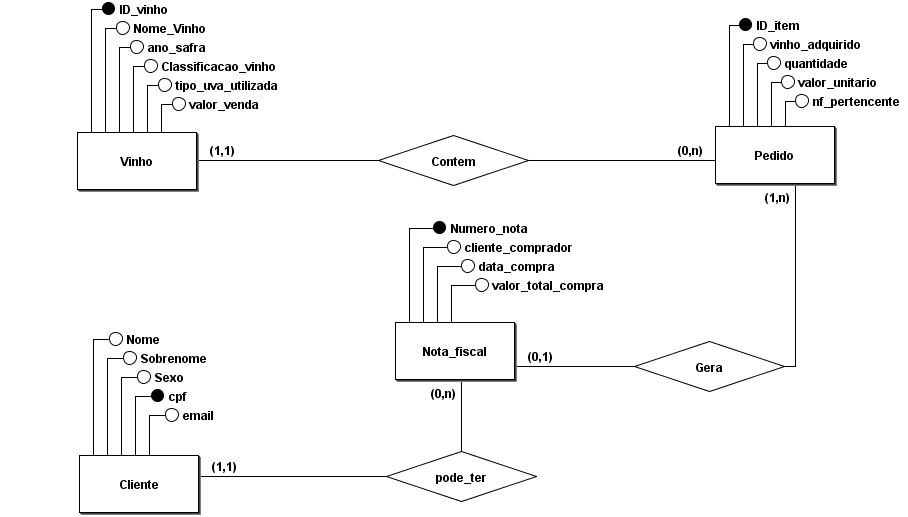 ID_vinho
Nome_Vinho
ano_safra
Classificacao_vinho
tipo_uva_utilizada
valor_venda
Vinho
(1,1)
Contem
(0,n)
ID_item
vinho_adquirido
quantidade
valor_unitario
nf_pertencente
Pedido
(1,n)
Numero_nota
cliente_comprador
data_compra
valor_total_compra
Nota_fiscal
(0,1)
Gera
(0,n)
Nome
Sobrenome
Sexo
cpf
email
Cliente
(1,1)
pode_ter